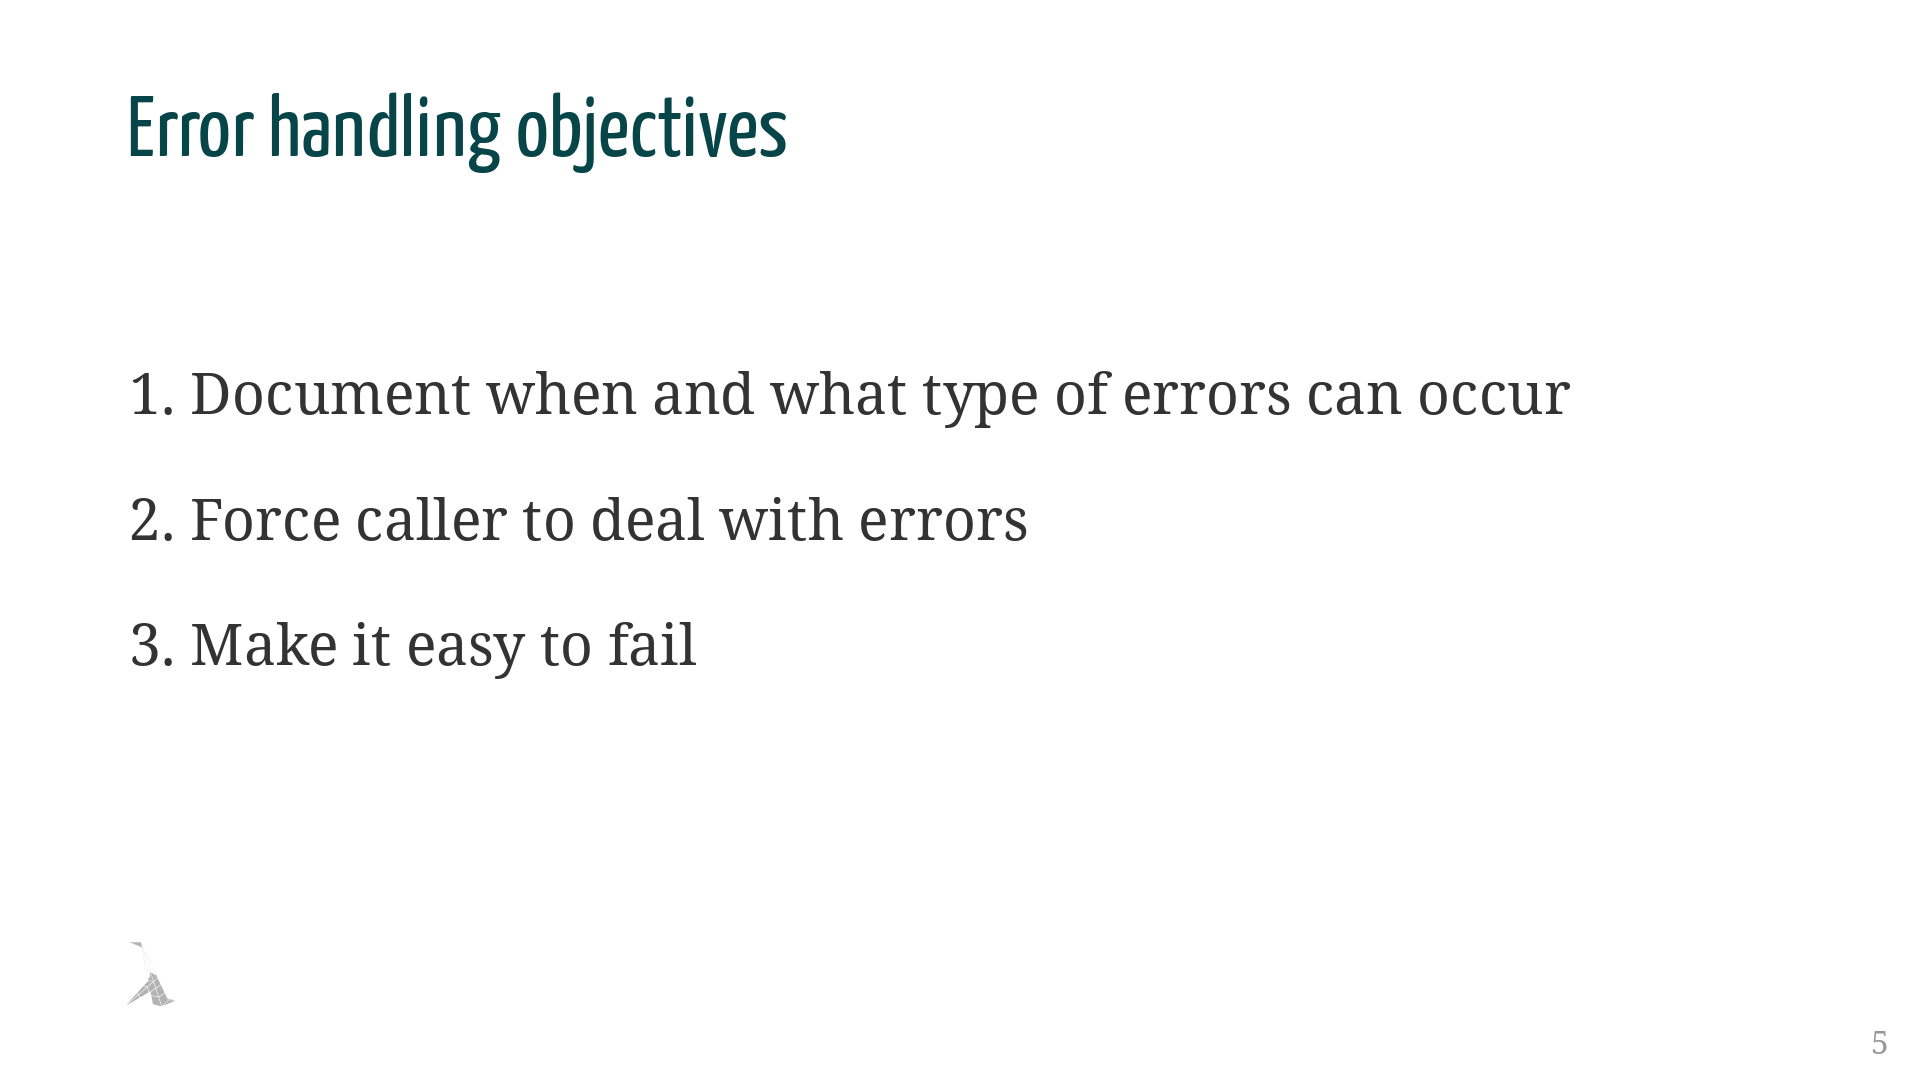 Error handling objectives
1. Document when and what type of errors can occur
2. Force caller to deal with errors
3. Make it easy to fail
5